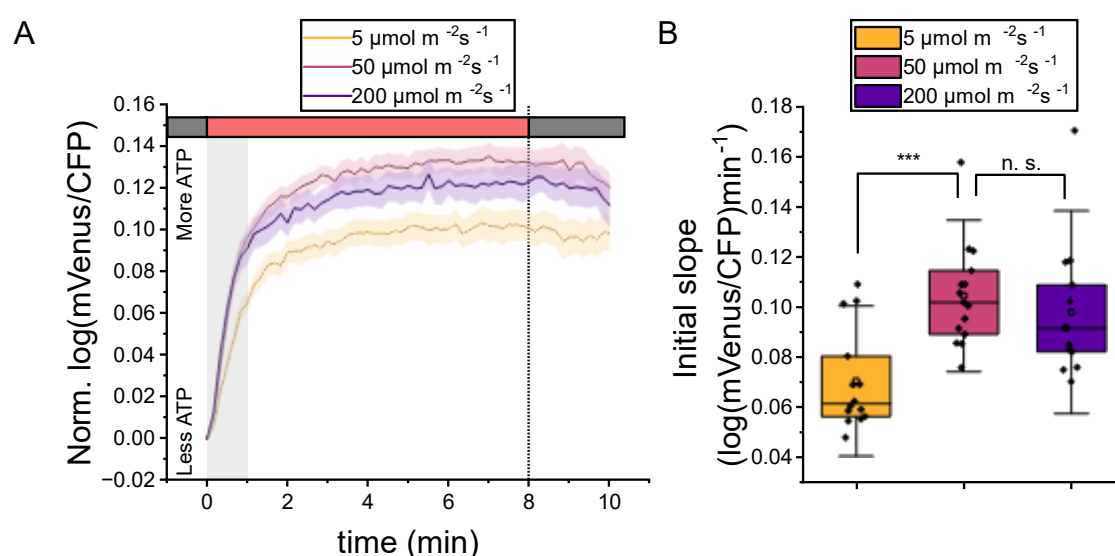 A
5 µmol m -2s -1
50 µmol m -2s -1
200 µmol m -2s -1
Norm. log(mVenus/CFP)
More ATP
Less ATP
0.16
0.14
0.12
0.10
0.08
0.06
0.04
0.02
0.00
−0.02
0 2 4 6 8 10
time (min)
B
5 µmol m -2s -1
50 µmol m -2s -1
200 µmol m -2s -1
Initial slope
(log(mVenus/CFP)min-1)
0.18
0.16
0.14
0.12
0.10
0.08
0.06
0.04
***
n. s.